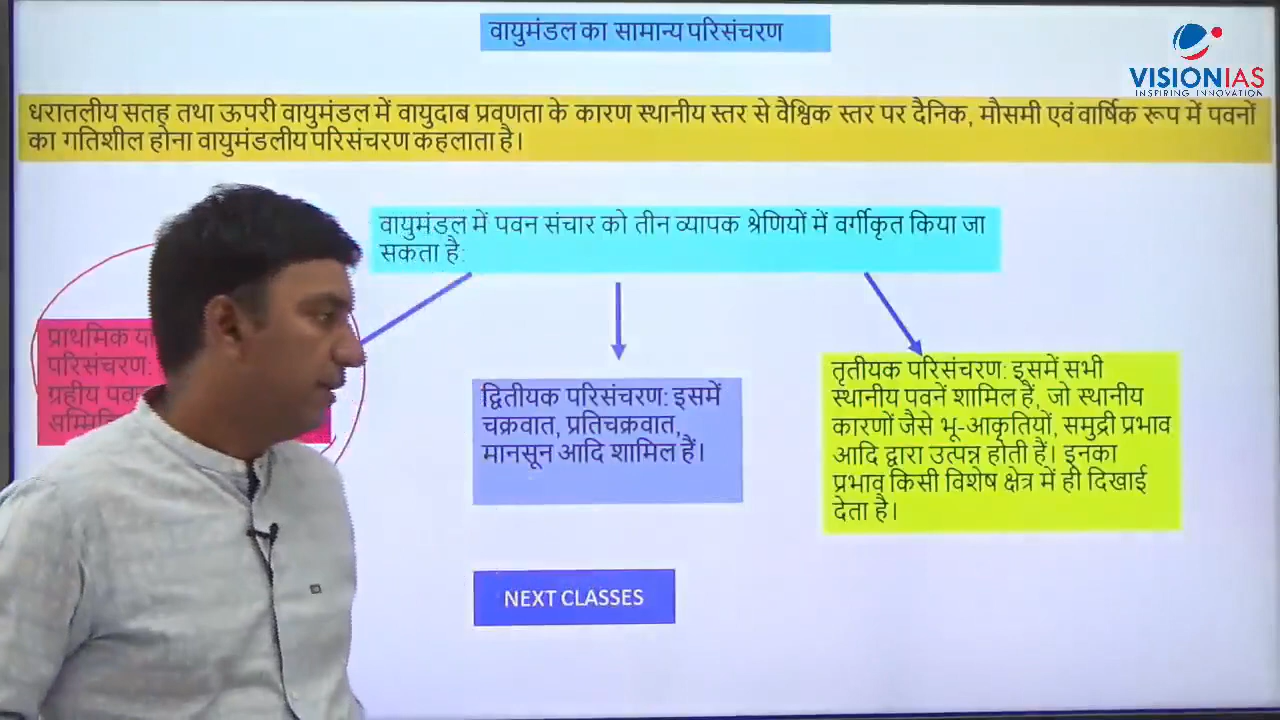 वायुमंडल का सामान्य परिसंचरण
VISIONIAS
INSPIRING INNOVATION
धरातलीय सतह तथा ऊपरी वायुमंडल में वायुदाब प्रवणता के कारण स्थानीय स्तर से वैश्विक स्तर पर दैनिक, मौसमी एवं वार्षिक रूप में पवनों
का गतिशील होना वायुमंडलीय परिसंचरण कहलाता है।
वायुमंडल में पवन संचार को तीन व्यापक श्रेणियों में वर्गीकृत किया जा
सकता है:
प्राथमिक
परिसंचरण:
ग्रहीय
द्वितीयक परिसंचरण: इसमें
चक्रवात, प्रतिचक्रवात,
मानसून आदि शामिल हैं।
तृतीयक परिसंचरण: इसमें सभी
स्थानीय पवनें शामिल हैं, जो स्थानीय
कारणों जैसे भू-आकृतियों, समुद्री प्रभाव
आदि द्वारा उत्पन्न होती हैं। इनका
प्रभाव किसी विशेष क्षेत्र में ही दिखाई
देता है।
NEXT CLASSES